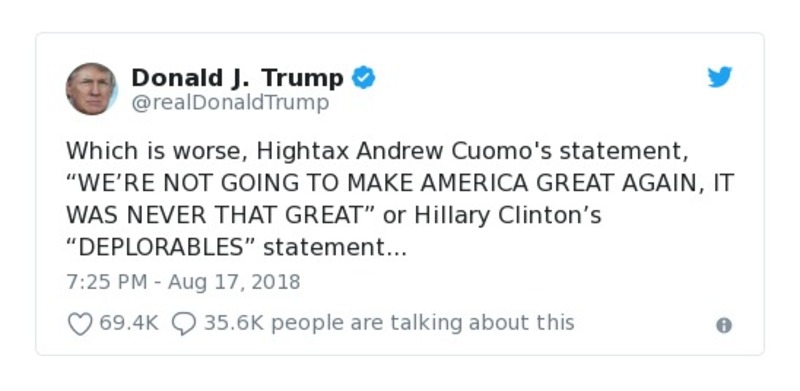 Donald J. Trump
@realDonaldTrump
Which is worse, Hightax Andrew Cuomo's statement,
“WE’RE NOT GOING TO MAKE AMERICA GREAT AGAIN, IT
WAS NEVER THAT GREAT” or Hillary Clinton’s
“DEPLORABLES” statement...
7:25 PM - Aug 17, 2018
69.4K 35.6K people are talking about this